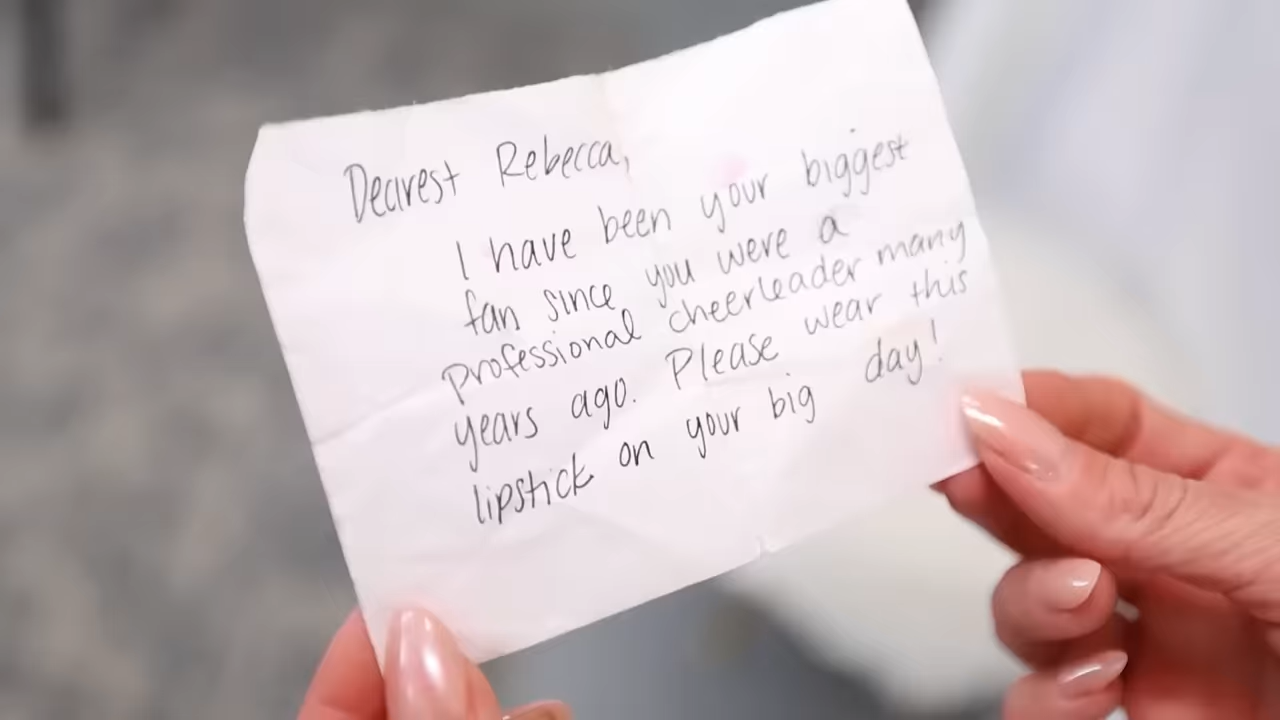 Dearest Rebecca,
I have been your biggest
fan since you were a
professional cheerleader many
years ago. Please wear this
lipstick on your big day!